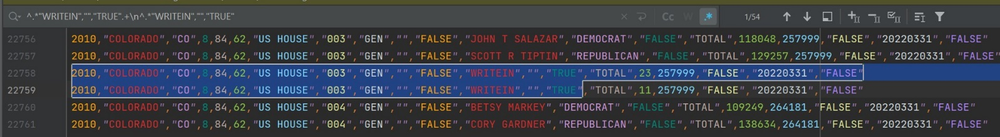 ^.*"WRITEIN","","TRUE".+\n^.*"WRITEIN","","TRUE" Cc W .* 1/54
22756 2010,"COLORADO","CO",8,84,62,"US HOUSE","003","GEN","","FALSE","JOHN T SALAZAR","DEMOCRAT","FALSE","TOTAL",118048,257999,"FALSE","20220331","FALSE"
22757 2010,"COLORADO","CO",8,84,62,"US HOUSE","003","GEN","","FALSE","SCOTT R TIPTIN","REPUBLICAN","FALSE","TOTAL",129257,257999,"FALSE","20220331","FALSE"
22758 2010,"COLORADO","CO",8,84,62,"US HOUSE","003","GEN","","FALSE","WRITEIN","","TRUE","TOTAL",23,257999,"FALSE","20220331","FALSE"
22759 2010,"COLORADO","CO",8,84,62,"US HOUSE","003","GEN","","FALSE","WRITEIN","","TRUE","TOTAL",11,257999,"FALSE","20220331","FALSE"
22760 2010,"COLORADO","CO",8,84,62,"US HOUSE","004","GEN","","FALSE","BETSY MARKEY","DEMOCRAT","FALSE","TOTAL",109249,264181,"FALSE","20220331","FALSE"
22761 2010,"COLORADO","CO",8,84,62,"US HOUSE","004","GEN","","FALSE","CORY GARDNER","REPUBLICAN","FALSE","TOTAL",138634,264181,"FALSE","20220331","FALSE"